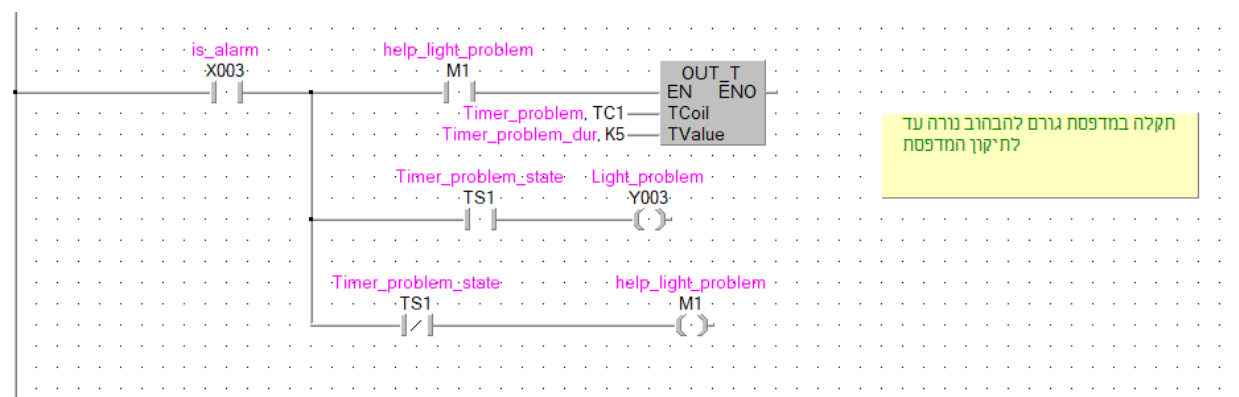 is_alarm
help_light_problem
X003
M1
OUT_T
EN ENO
Timer_problem, TC1
TCoil
Timer_problem_dur, K5
TValue
תקלה במדפסת גורם להבהוב נורה עד
לתיקון המדפסת
Timer_problem_state
Light_problem
TS1
Y003
Timer_problem_state
help_light_problem
TS1
M1